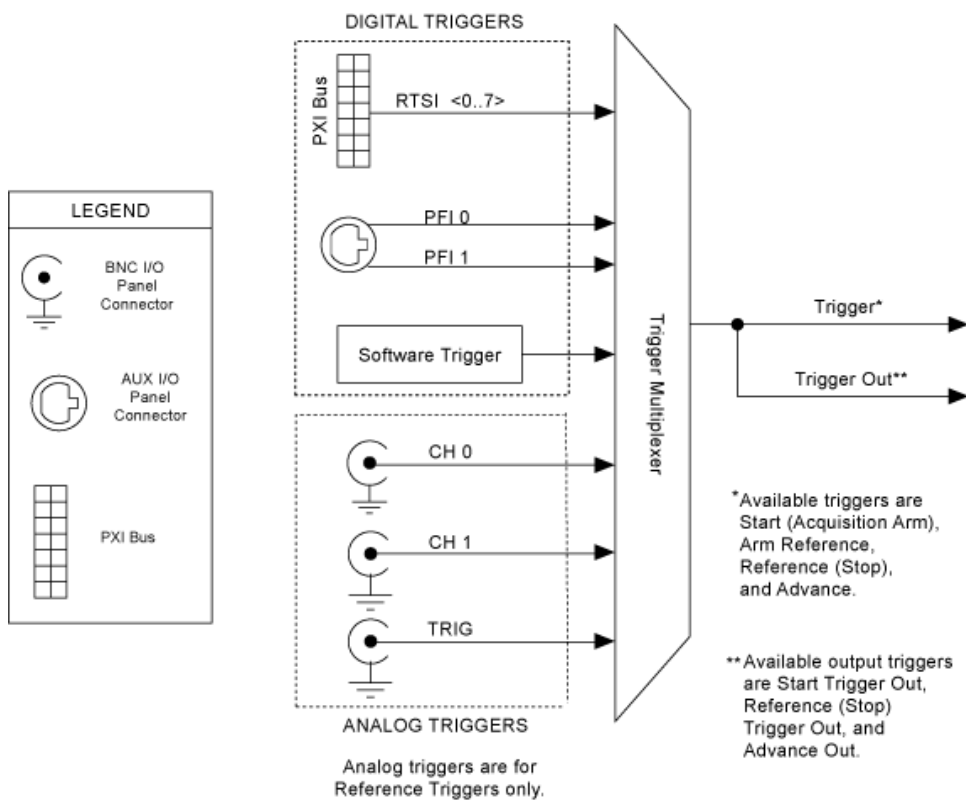 DIGITAL TRIGGERS
PXI Bus
RTSI <0..7>
PFI 0
PFI 1
Software Trigger
LEGEND
BNC I/O
Panel
Connector
AUX I/O
Panel
Connector
PXI Bus
CH 0
CH 1
TRIG
ANALOG TRIGGERS
Analog triggers are for
Reference Triggers only.
Trigger Multiplexer
Trigger*
Trigger Out**
*Available triggers are
Start (Acquisition Arm),
Arm Reference,
Reference (Stop),
and Advance.
**Available output triggers
are Start Trigger Out,
Reference (Stop)
Trigger Out, and
Advance Out.